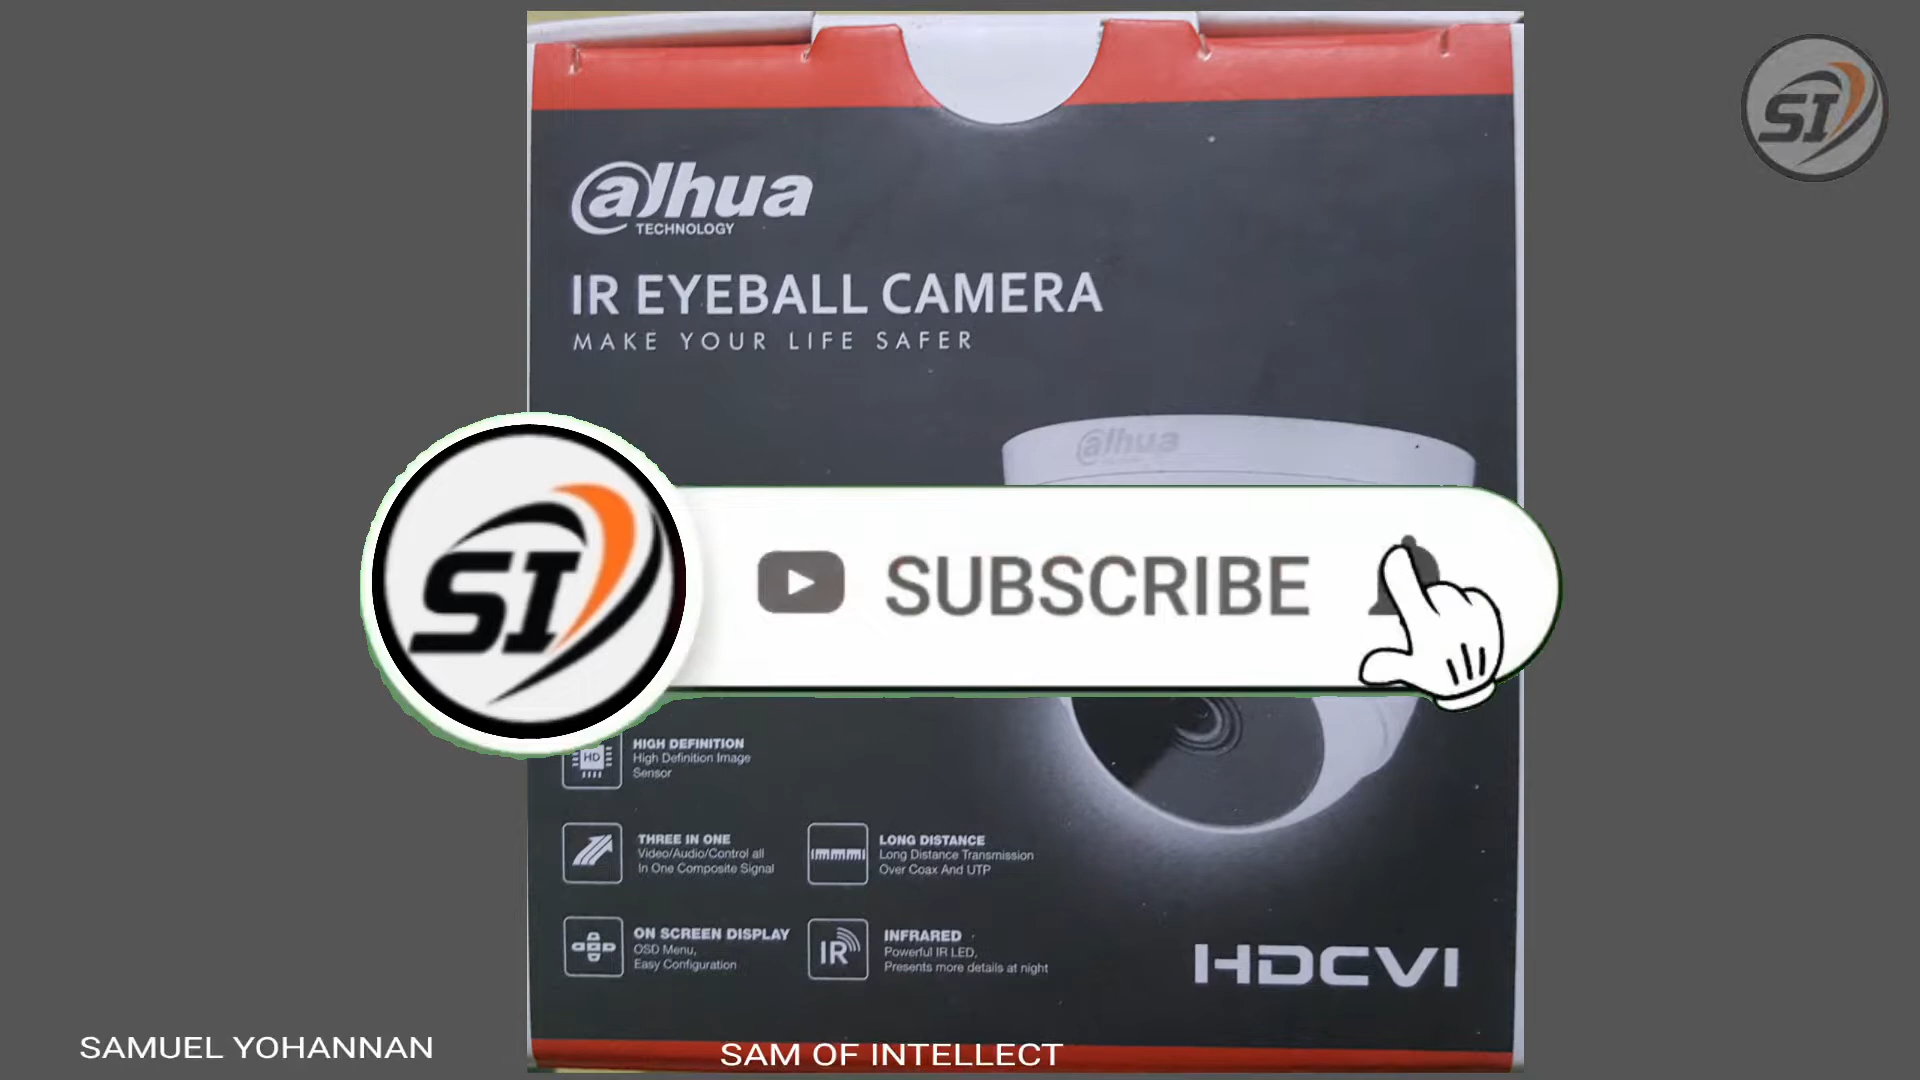 SI
alhua
TECHNOLOGY
IR EYEBALL CAMERA
MAKE YOUR LIFE SAFER
alhua
SI
SUBSCRIBE
HD
HIGH DEFINITION
High Definition Image
Sensor
THREE IN ONE
Video/Audio/Control all
In One Composite Signal
LONG DISTANCE
Long Distance Transmission
Over Coax And UTP
ON SCREEN DISPLAY
OSD Menu,
Easy Configuration
IR
INFRARED
Powerful IR LED,
Presents more details at night
HDCVI
SAMUEL YOHANNAN
SAM OF INTELLECT